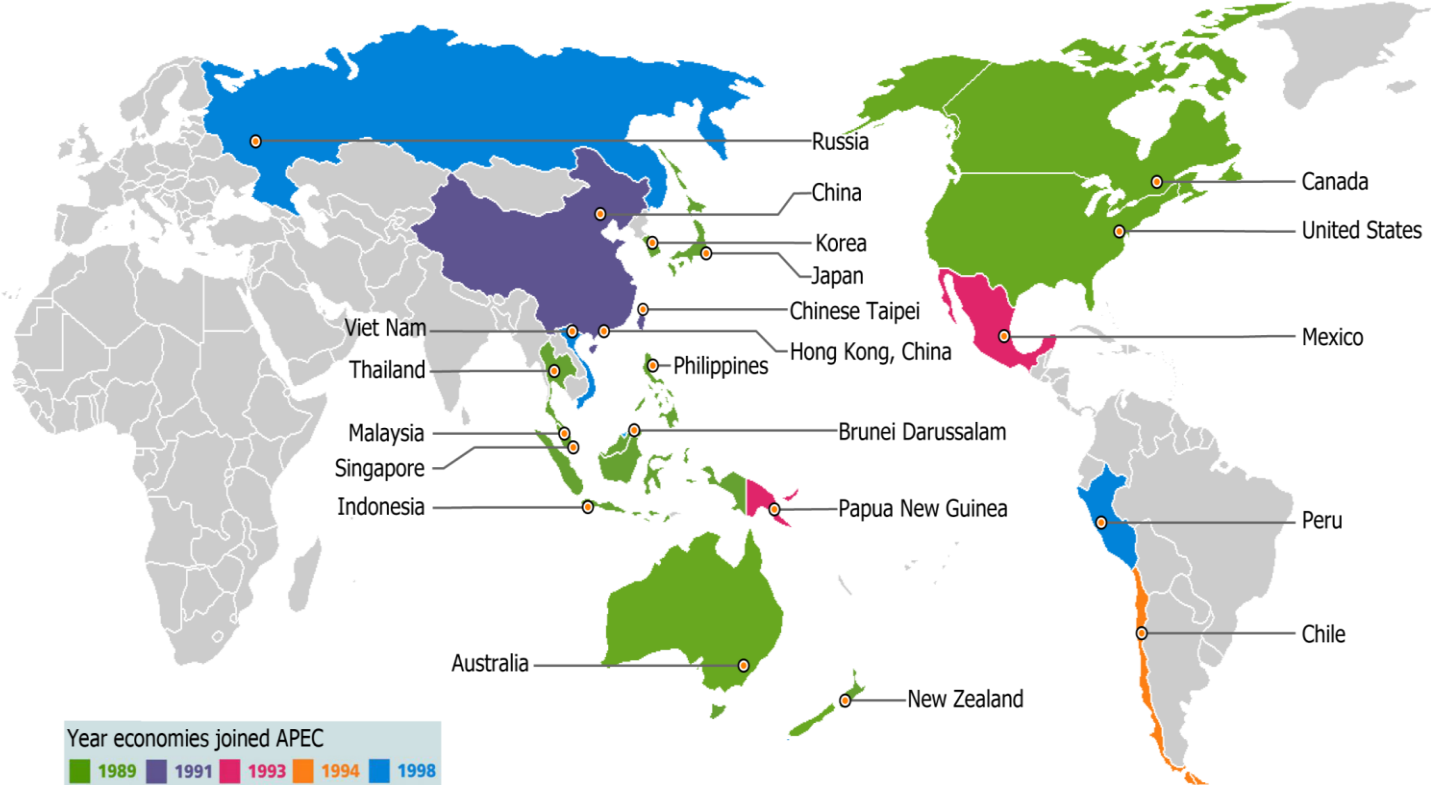 Russia
China
Canada
United States
Korea
Japan
Chinese Taipei
Viet Nam
Mexico
Hong Kong, China
Thailand
Philippines
Malaysia
Brunei Darussalam
Singapore
Indonesia
Papua New Guinea
Peru
Chile
Australia
New Zealand
Year economies joined APEC
1989 1991 1993 1994 1998